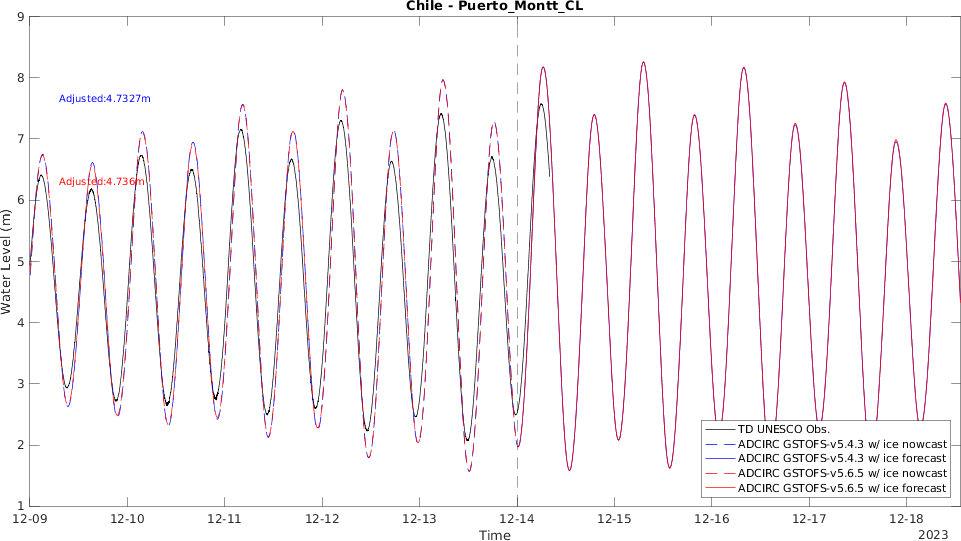 Chile - Puerto_Montt_CL
9
8
7
6
5
4
3
2
1
Water Level (m)
Adjusted:4.7327m
Adjusted:4.736m
TD UNESCO Obs.
ADCIRC GSTOFS-v5.4.3 w/ ice nowcast
ADCIRC GSTOFS-v5.4.3 w/ ice forecast
ADCIRC GSTOFS-v5.6.5 w/ ice nowcast
ADCIRC GSTOFS-v5.6.5 w/ ice forecast
12-09 12-10 12-11 12-12 12-13 12-14 12-15 12-16 12-17 12-18
Time
2023